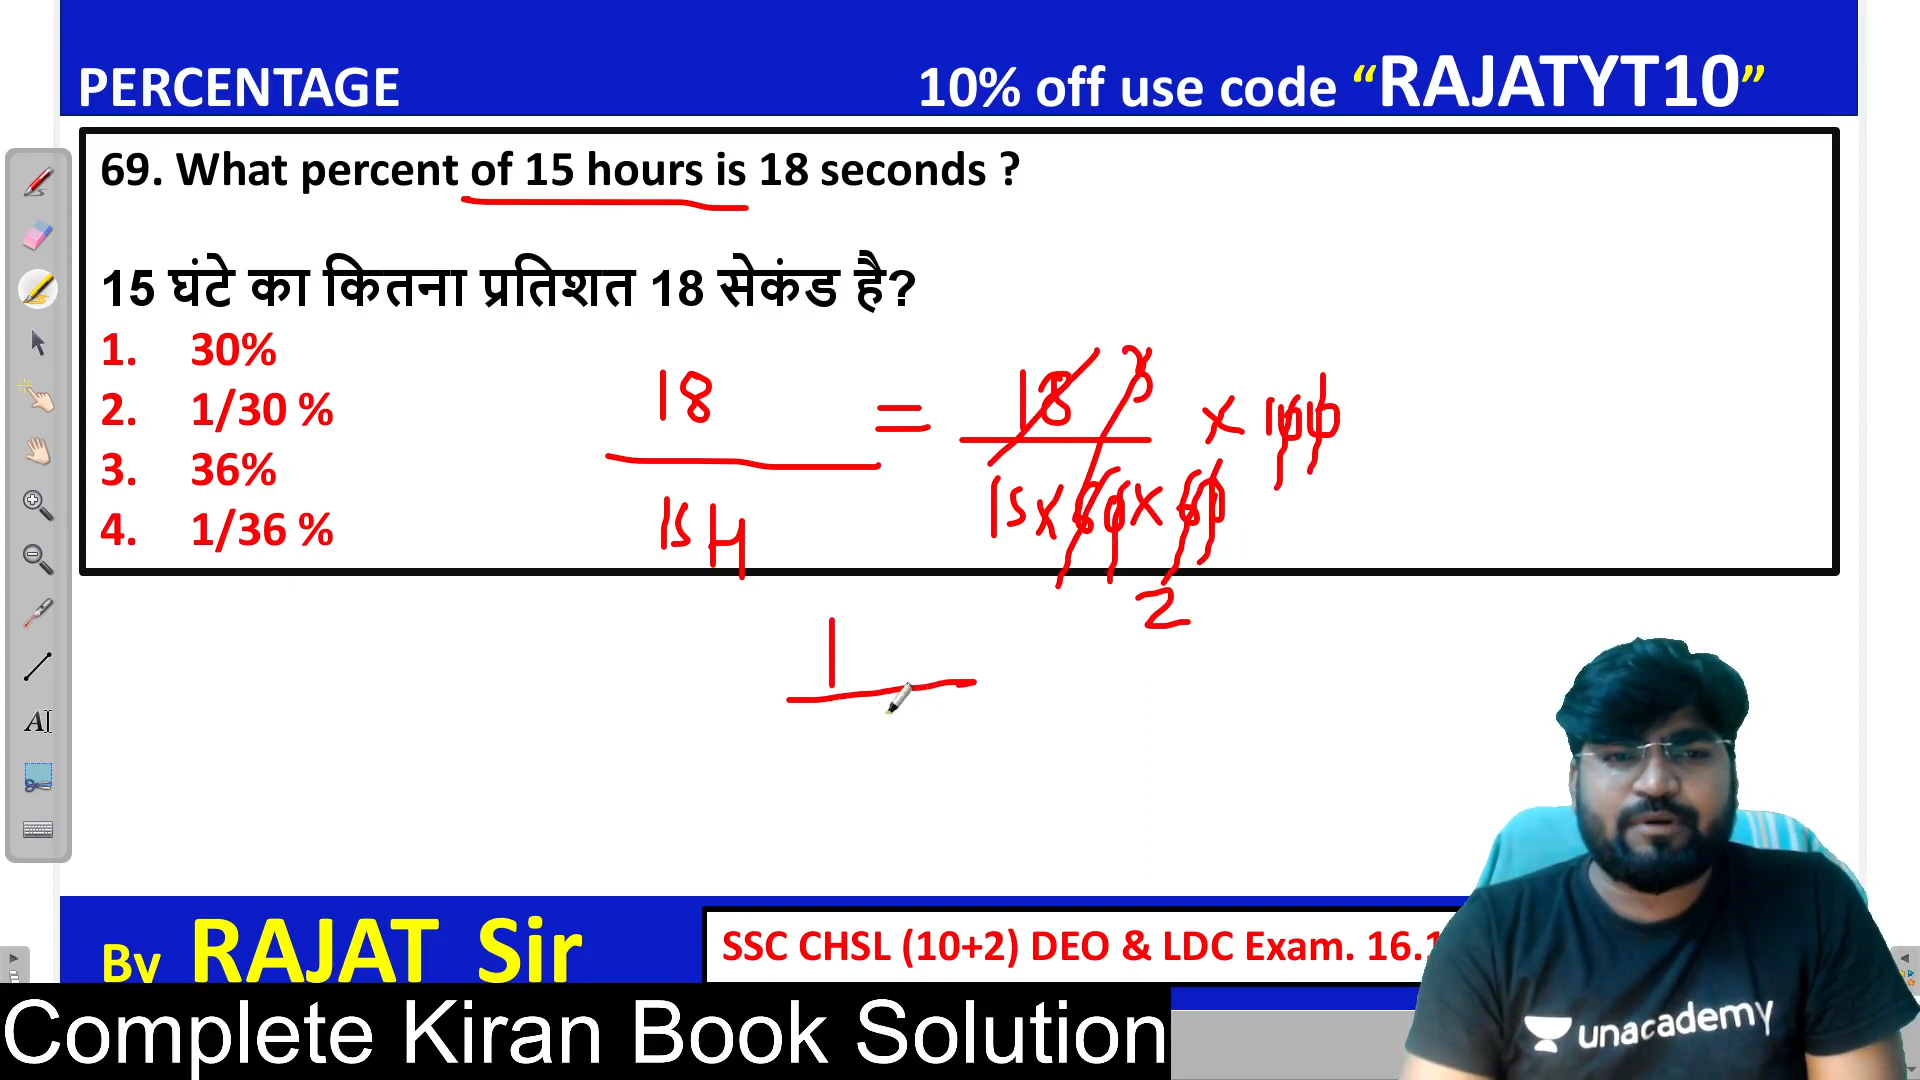 PERCENTAGE
10% off use code “RAJATYT10”
69. What percent of 15 hours is 18 seconds ?
15 घंटे का कितना प्रतिशत 18 सेकंड है?
1. 30%
2. 1/30 %
3. 36%
4. 1/36 %
18
15 H
=
18 3
15 x 60 x 60
x 100
2
1
By RAJAT Sir
SSC CHSL (10+2) DEO & LDC Exam. 16.1
Complete Kiran Book Solution
unacademy